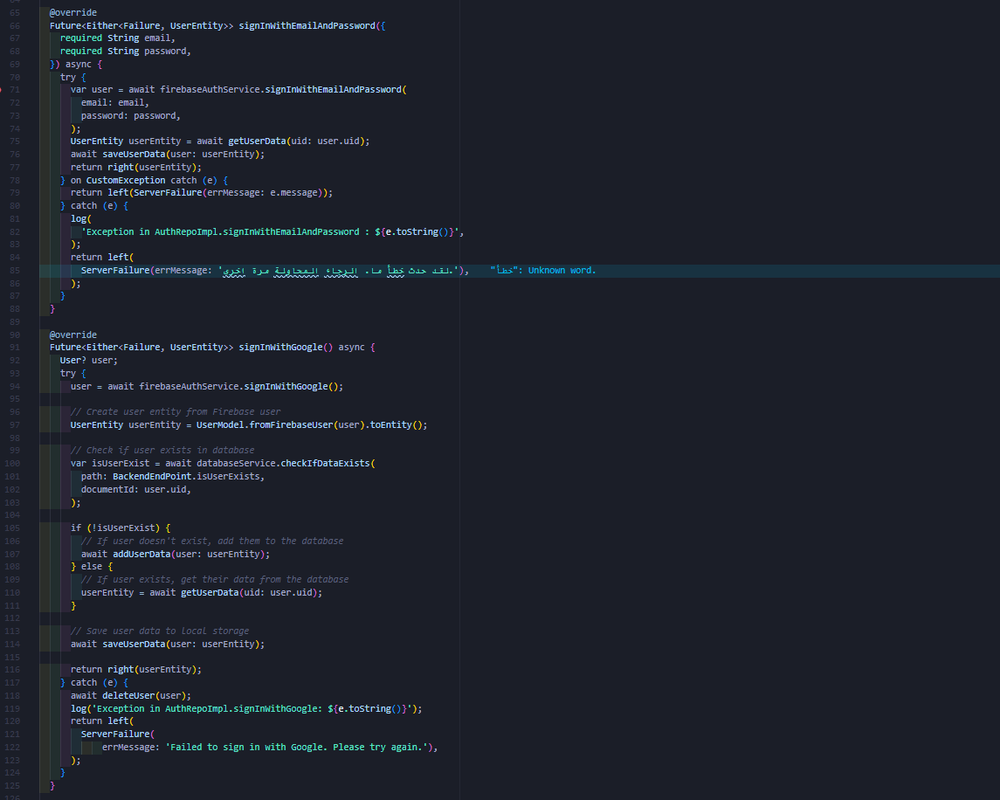 65 @override
66 Future<Either<Failure, UserEntity>> signInWithEmailAndPassword({
67 required String email,
68 required String password,
69 }) async {
70 try {
71 var user = await firebaseAuthService.signInWithEmailAndPassword(
72 email: email,
73 password: password,
74 );
75 UserEntity userEntity = await getUserData(uid: user.uid);
76 await saveUserData(user: userEntity);
77 return right(userEntity);
78 } on CustomException catch (e) {
79 return left(ServerFailure(errMessage: e.message));
80 } catch (e) {
81 log(
82 'Exception in AuthRepoImpl.signInWithEmailAndPassword : ${e.toString()}',
83 );
84 return left(
85 ServerFailure(errMessage: 'لقد حدث خطأ ما. الرجاء المحاولة مرة اخري.'), "خطأ": Unknown word.
86 );
87 }
88 }
89
90 @override
91 Future<Either<Failure, UserEntity>> signInWithGoogle() async {
92 User? user;
93 try {
94 user = await firebaseAuthService.signInWithGoogle();
95
96 // Create user entity from Firebase user
97 UserEntity userEntity = UserModel.fromFirebaseUser(user).toEntity();
98
99 // Check if user exists in database
100 var isUserExist = await databaseService.checkIfDataExists(
101 path: BackendEndPoint.isUserExists,
102 documentId: user.uid,
103 );
104
105 if (!isUserExist) {
106 // If user doesn't exist, add them to the database
107 await addUserData(user: userEntity);
108 } else {
109 // If user exists, get their data from the database
110 userEntity = await getUserData(uid: user.uid);
111 }
112
113 // Save user data to local storage
114 await saveUserData(user: userEntity);
115
116 return right(userEntity);
117 } catch (e) {
118 await deleteUser(user);
119 log('Exception in AuthRepoImpl.signInWithGoogle: ${e.toString()}');
120 return left(
121 ServerFailure(
122 errMessage: 'Failed to sign in with Google. Please try again.'),
123 );
124 }
125 }